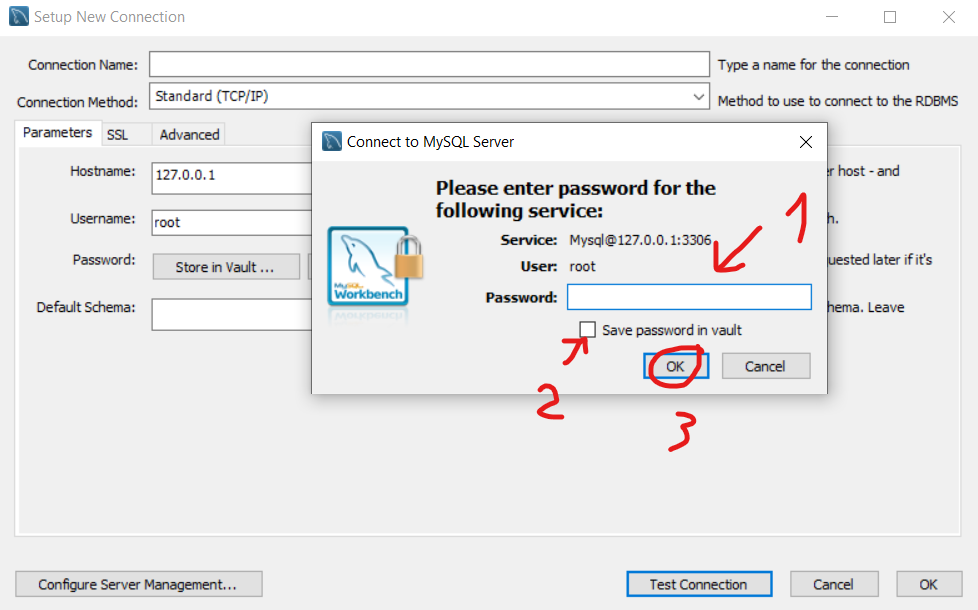 Setup New Connection
Connection Name:
Type a name for the connection
Connection Method:
Standard (TCP/IP)
Method to use to connect to the RDBMS
Parameters
SSL
Advanced
Connect to MySQL Server
Hostname:
127.0.0.1
host - and
Please enter password for the
following service:
1
Username:
root
Service:
Mysql@127.0.0.1:3306
User:
root
Password:
Store in Vault ...
later if it's
MySQL
Workbench
Password:
Default Schema:
Leave
Save password in vault
OK
Cancel
2
3
Configure Server Management...
Test Connection
Cancel
OK